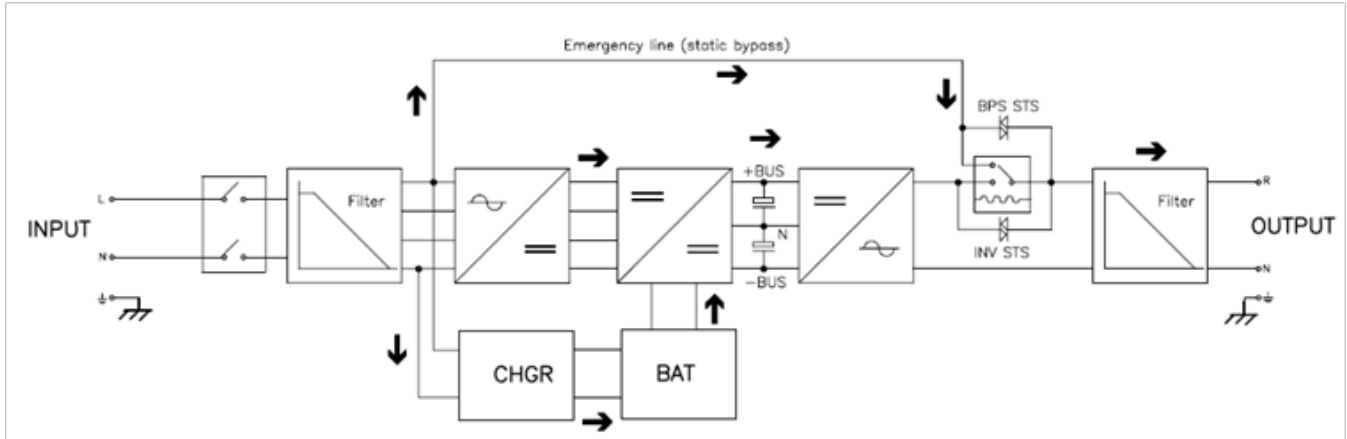 Emergency line (static bypass)
BPS STS
+BUS
Filter
Filter
L
R
INPUT
N
OUTPUT
N
INV STS
N
-BUS
N
CHGR
BAT